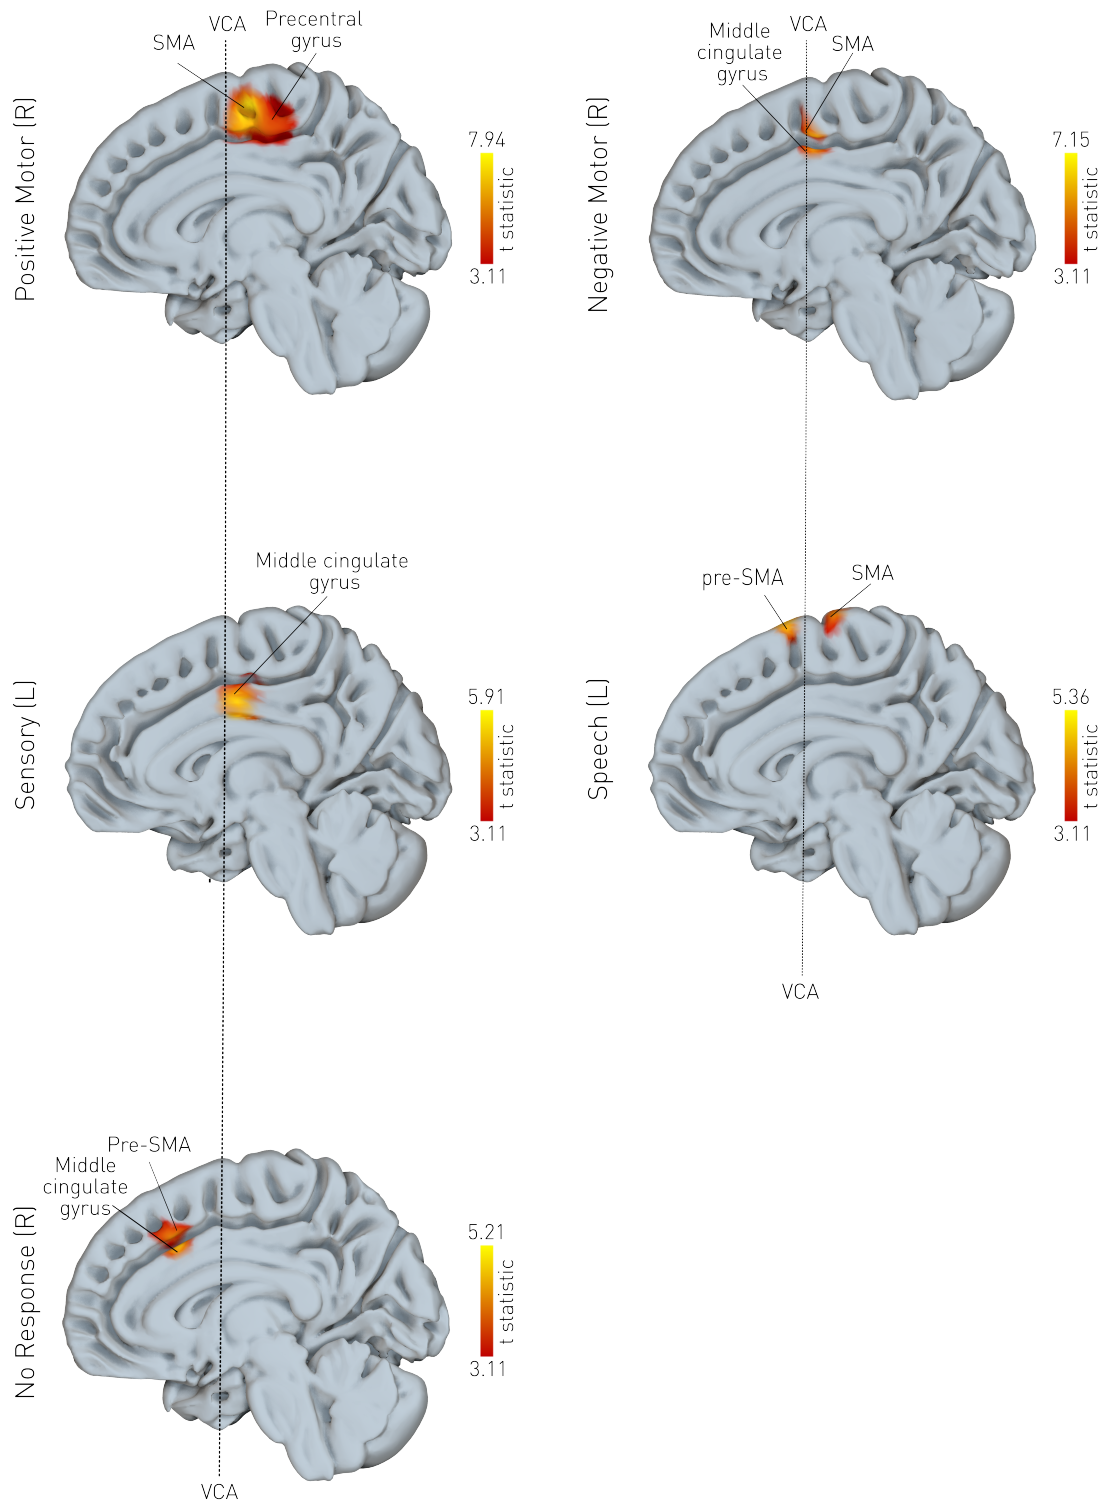 VCA
Precentral
gyrus
SMA
Positive Motor (R)
7.94
t statistic
3.11
VCA
Middle
cingulate
gyrus
SMA
Negative Motor (R)
7.15
t statistic
3.11
Middle cingulate
gyrus
Sensory (L)
5.91
t statistic
3.11
pre-SMA
SMA
Speech (L)
5.36
t statistic
3.11
VCA
Pre-SMA
Middle
cingulate
gyrus
No Response (R)
5.21
t statistic
3.11
VCA